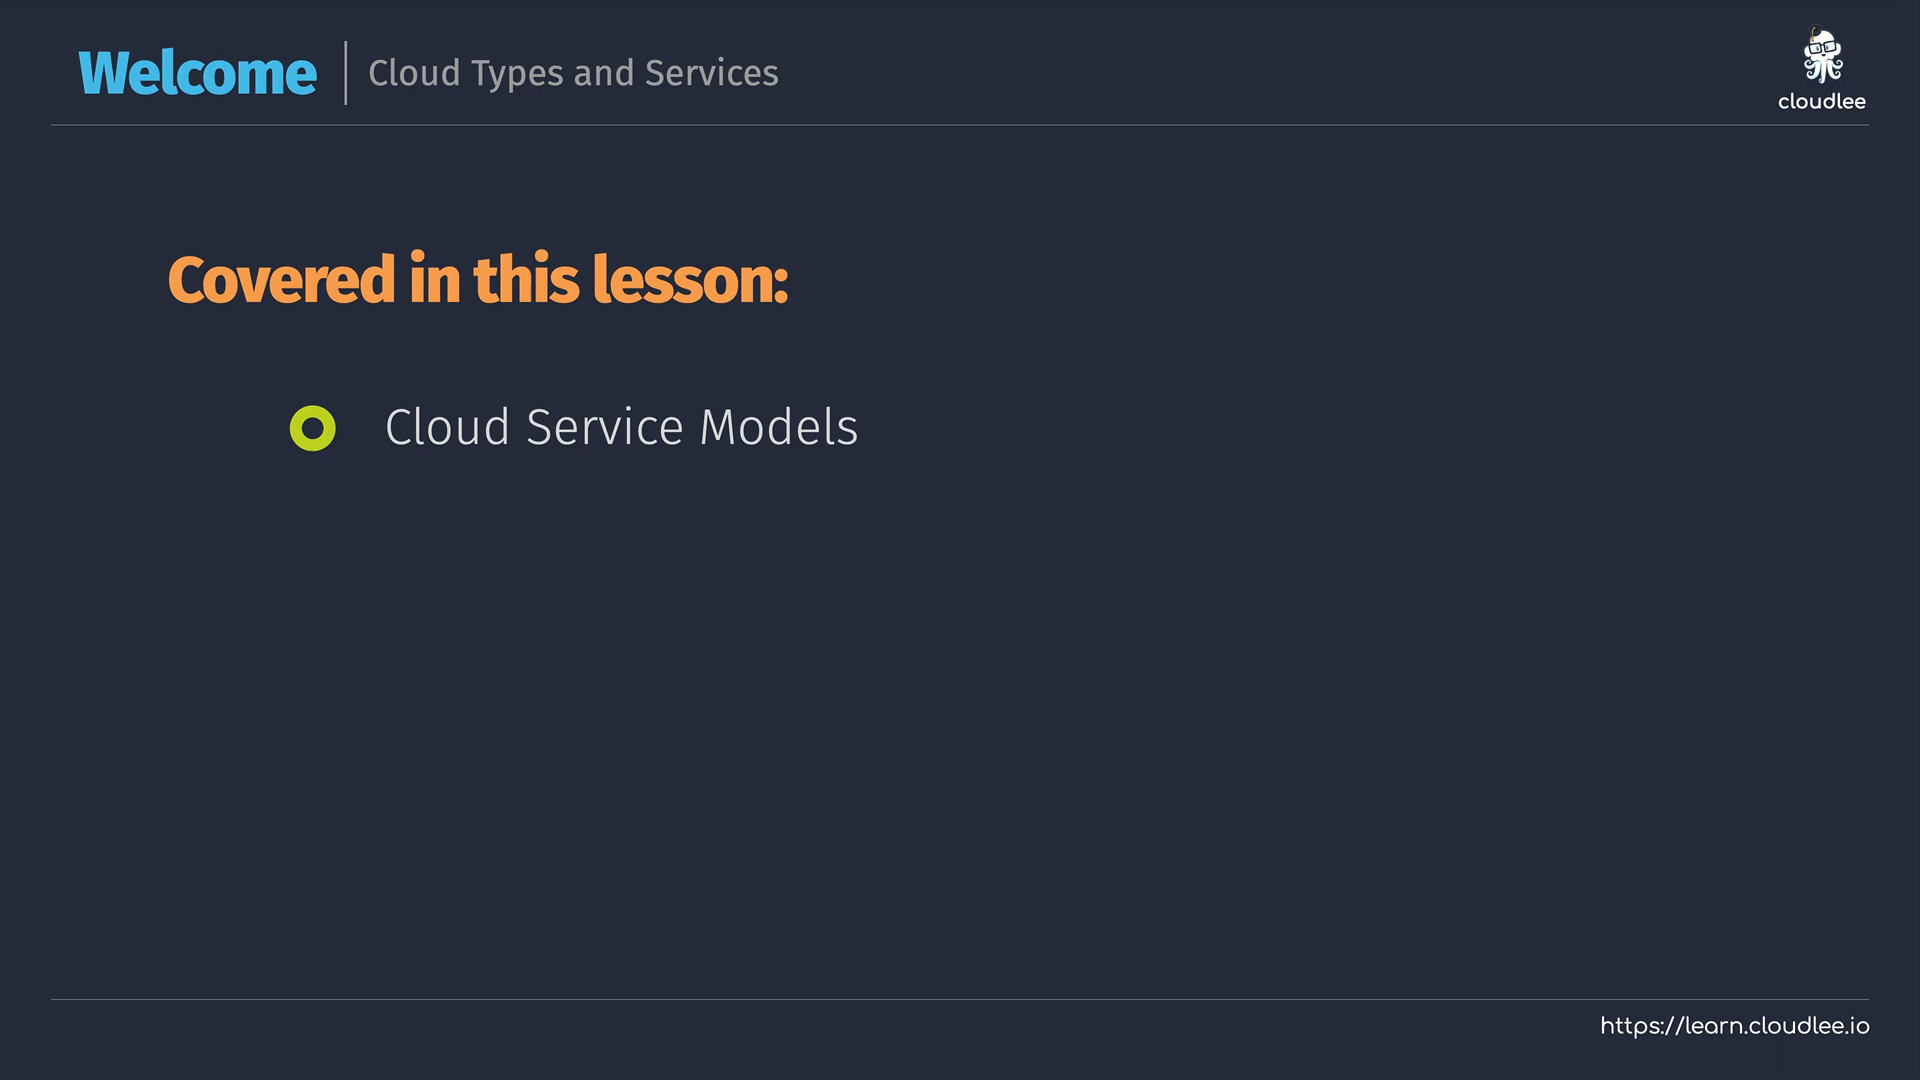 Welcome
Cloud Types and Services
cloudlee
Covered in this lesson:
Cloud Service Models
https://learn.cloudlee.io